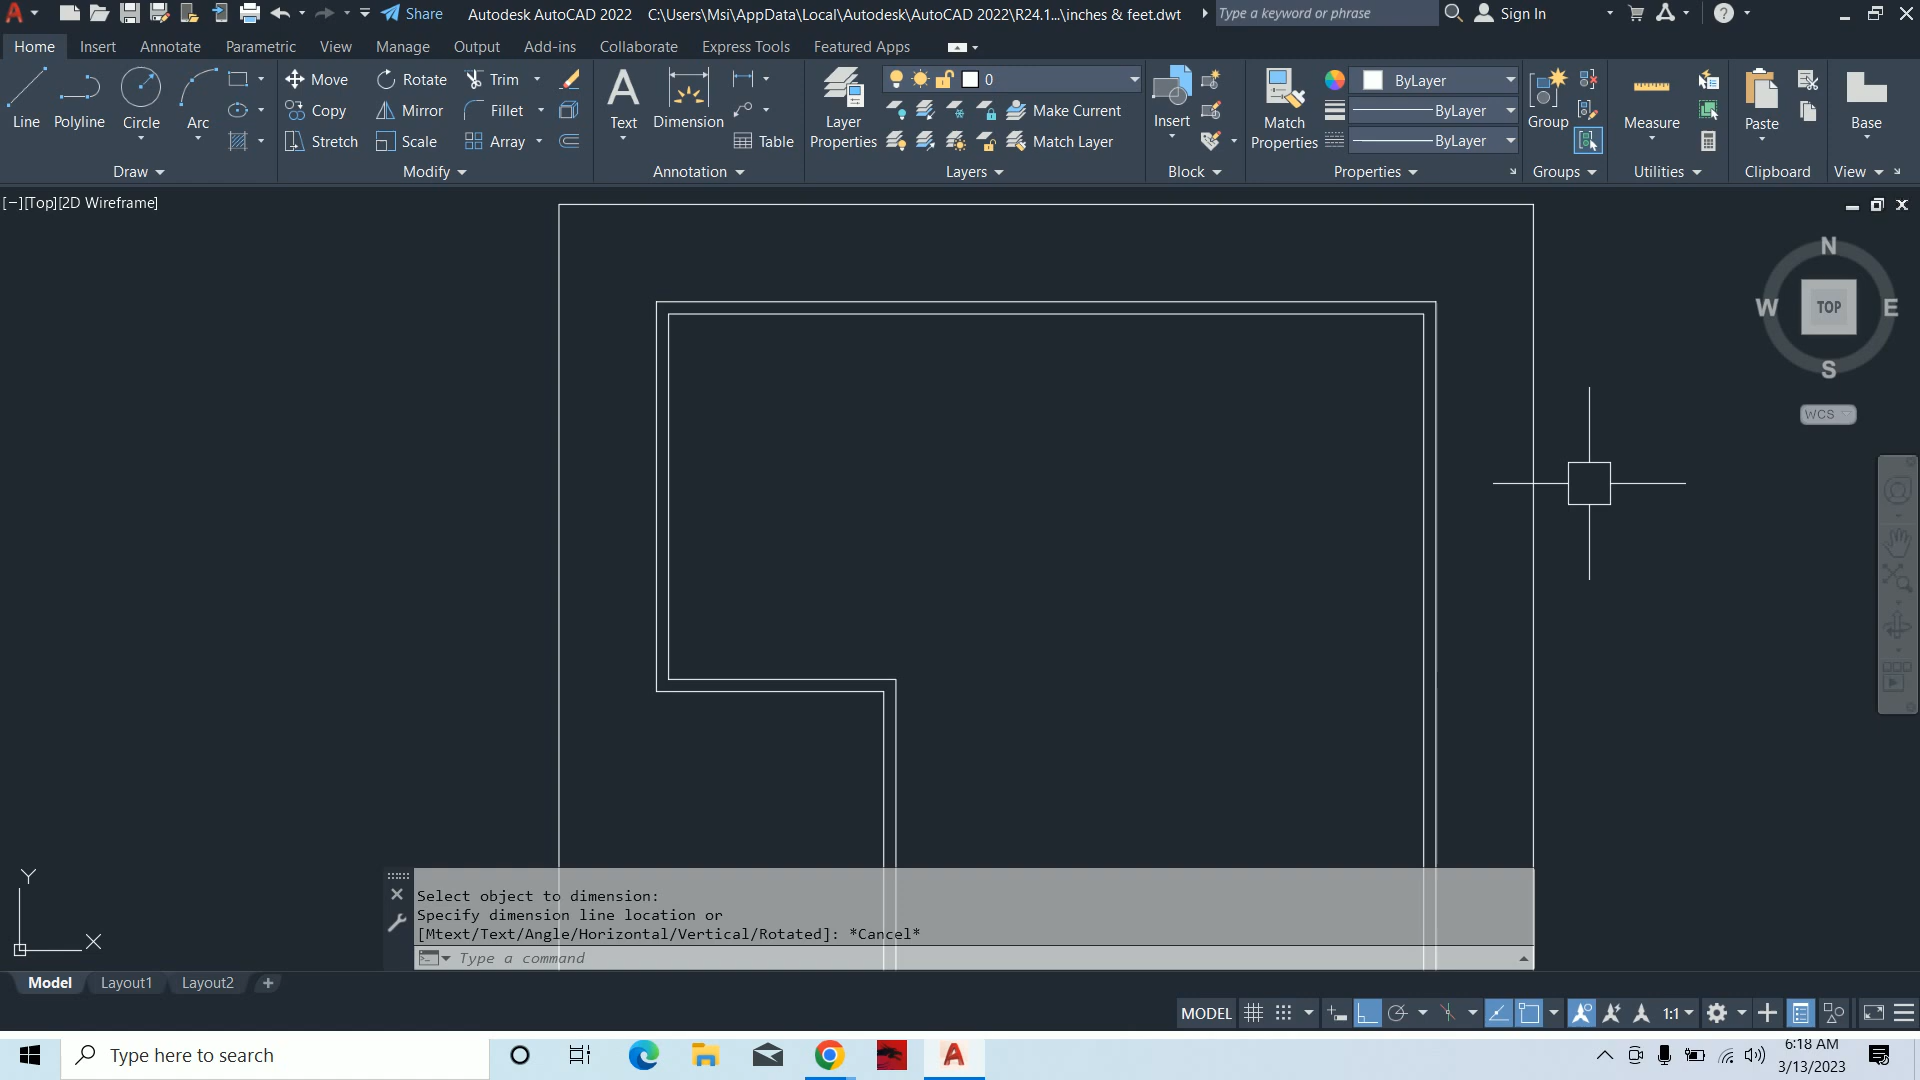 Share Autodesk AutoCAD 2022 C:\Users\Msi\AppData\Local\Autodesk\AutoCAD 2022\R24.1...\inches & feet.dwt Type a keyword or phrase Sign In
Home Insert Annotate Parametric View Manage Output Add-ins Collaborate Express Tools Featured Apps
Move Rotate Trim 0 ByLayer
Line Polyline Circle Arc Copy Mirror Fillet Text Dimension Layer Properties Make Current Insert Match Properties ByLayer Group Measure Paste Base
Stretch Scale Array Table Match Layer ByLayer
Draw Modify Annotation Layers Block Properties Groups Utilities Clipboard View
[−][Top][2D Wireframe]
N
W TOP E
S
WCS
Y
X
Select object to dimension:
Specify dimension line location or
[Mtext/Text/Angle/Horizontal/Vertical/Rotated]: *Cancel*
Type a command
Model Layout1 Layout2
MODEL 1:1
Type here to search
6:18 AM
3/13/2023